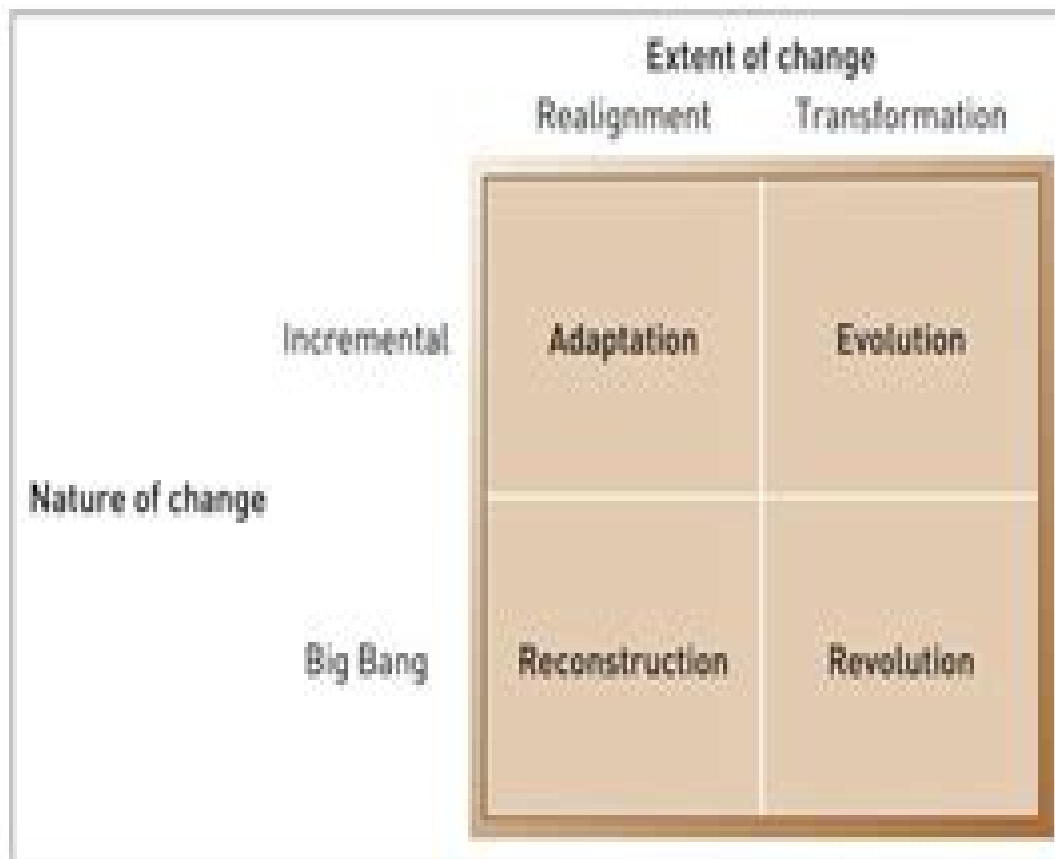 Extent of change
Realignment Transformation
Incremental Adaptation Evolution
Nature of change
Big Bang Reconstruction Revolution